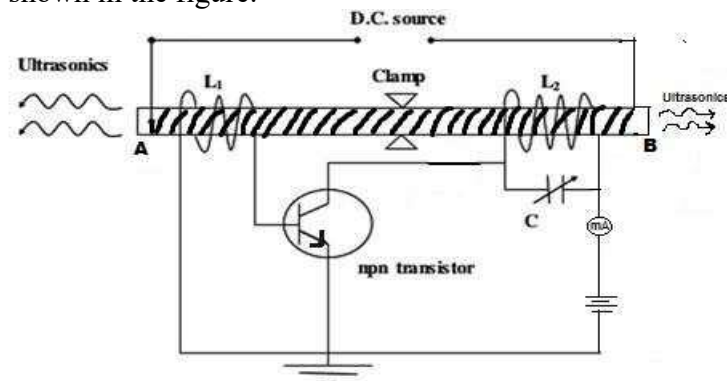 shown in the figure.
D.C. source
Ultrasonics
L₁
Clamp
L₂
Ultrasonics
A
B
C
mA
npn transistor